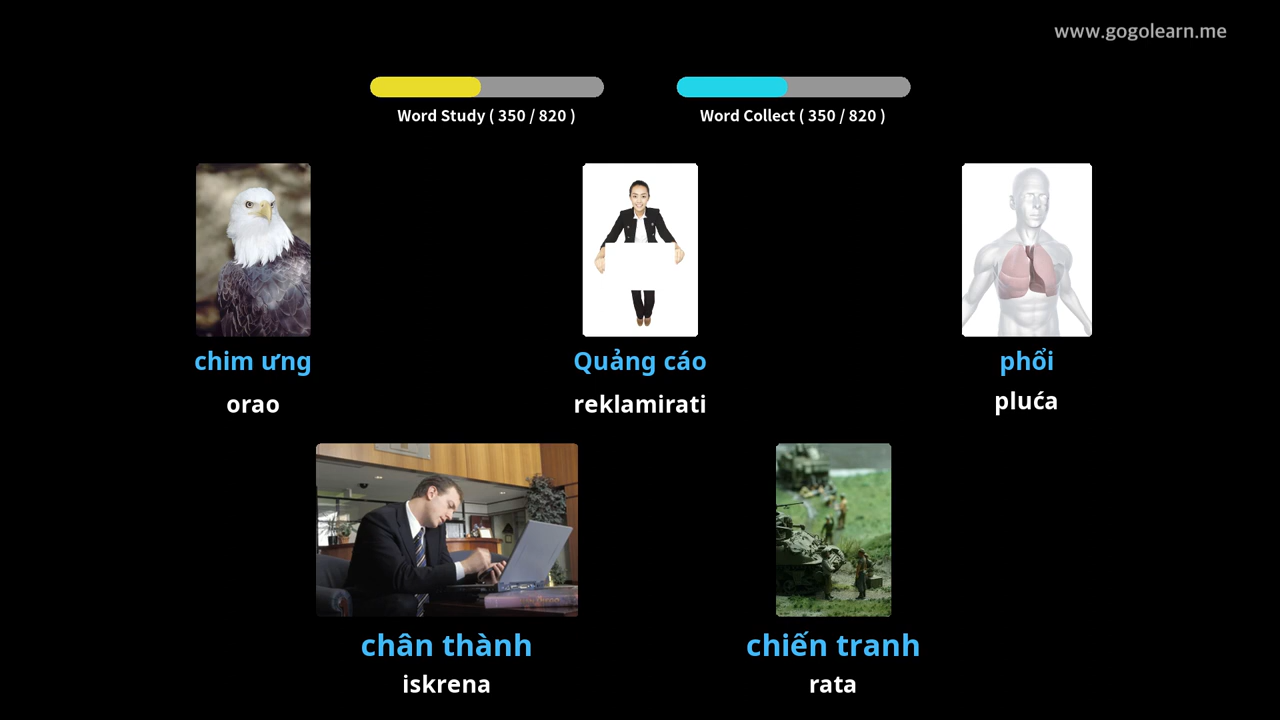 www.gogolearn.me
Word Study ( 350 / 820 )
Word Collect ( 350 / 820 )
chim ưng
Quảng cáo
phổi
orao
reklamirati
pluća
chân thành
chiến tranh
iskrena
rata